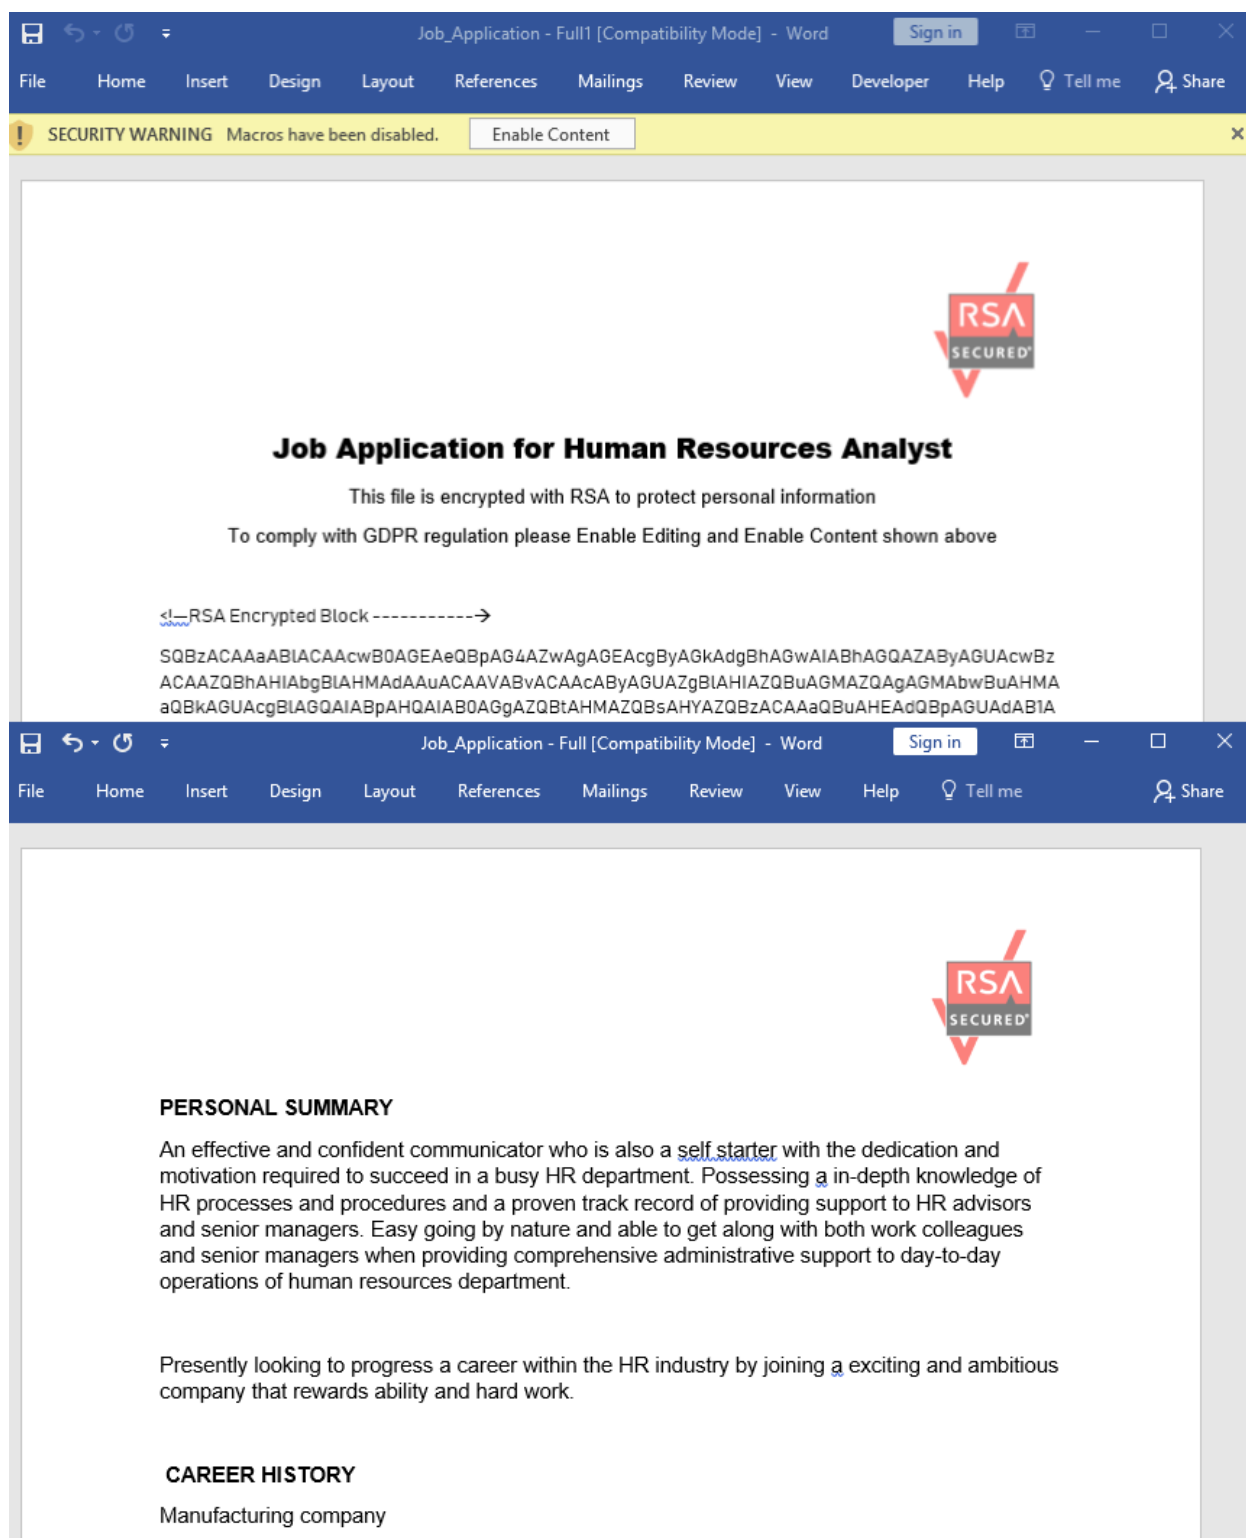 Job_Application - Full1 [Compatibility Mode] - Word
Sign in
File Home Insert Design Layout References Mailings Review View Developer Help Tell me Share
SECURITY WARNING Macros have been disabled. Enable Content
RSA
SECURED
Job Application for Human Resources Analyst
This file is encrypted with RSA to protect personal information
To comply with GDPR regulation please Enable Editing and Enable Content shown above
<!—RSA Encrypted Block ----------->
SQBzACAAaABlACAAcwB0AGEAeQBpAG4AZwAgAGEAcgByAGkAdgBhAGwAIABhAGQAZAByAGUAcwBz
ACAAZQBhAHIAbgBlAHMAdAAuACAAVABvACAAcAByAGUAZgBlAHIAZQBuAGMAZQAgAGMAbwBuAHMA
aQBkAGUAcgBlAGQAIABpAHQAIAB0AGgAZQBtAHMAZQBsAHYAZQBzACAAaQBuAHEAdQBpAGUAdAB1A
Job_Application - Full [Compatibility Mode] - Word
Sign in
File Home Insert Design Layout References Mailings Review View Help Tell me Share
RSA
SECURED
PERSONAL SUMMARY
An effective and confident communicator who is also a self starter with the dedication and
motivation required to succeed in a busy HR department. Possessing a in-depth knowledge of
HR processes and procedures and a proven track record of providing support to HR advisors
and senior managers. Easy going by nature and able to get along with both work colleagues
and senior managers when providing comprehensive administrative support to day-to-day
operations of human resources department.
Presently looking to progress a career within the HR industry by joining a exciting and ambitious
company that rewards ability and hard work.
CAREER HISTORY
Manufacturing company